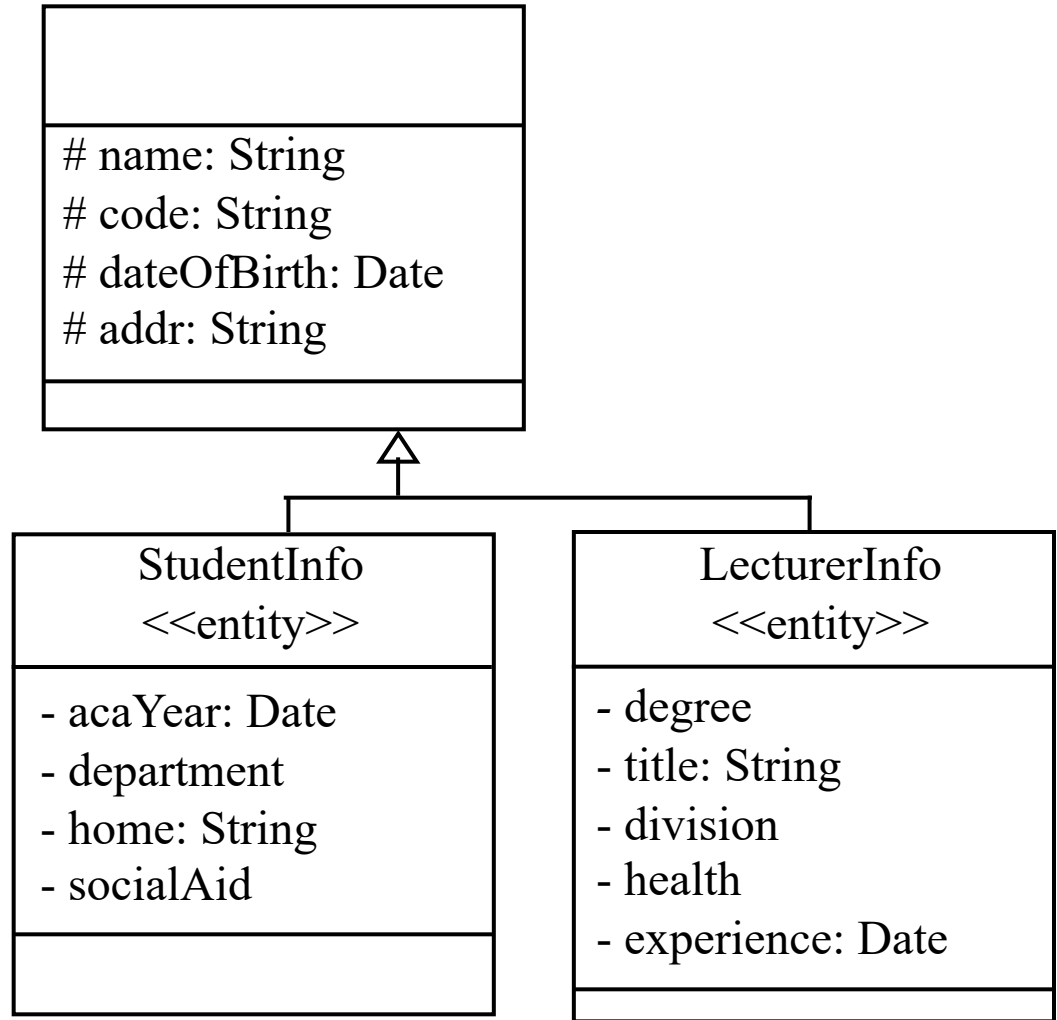 # name: String
# code: String
# dateOfBirth: Date
# addr: String
StudentInfo
<<entity>>
- acaYear: Date
- department
- home: String
- socialAid
LecturerInfo
<<entity>>
- degree
- title: String
- division
- health
- experience: Date